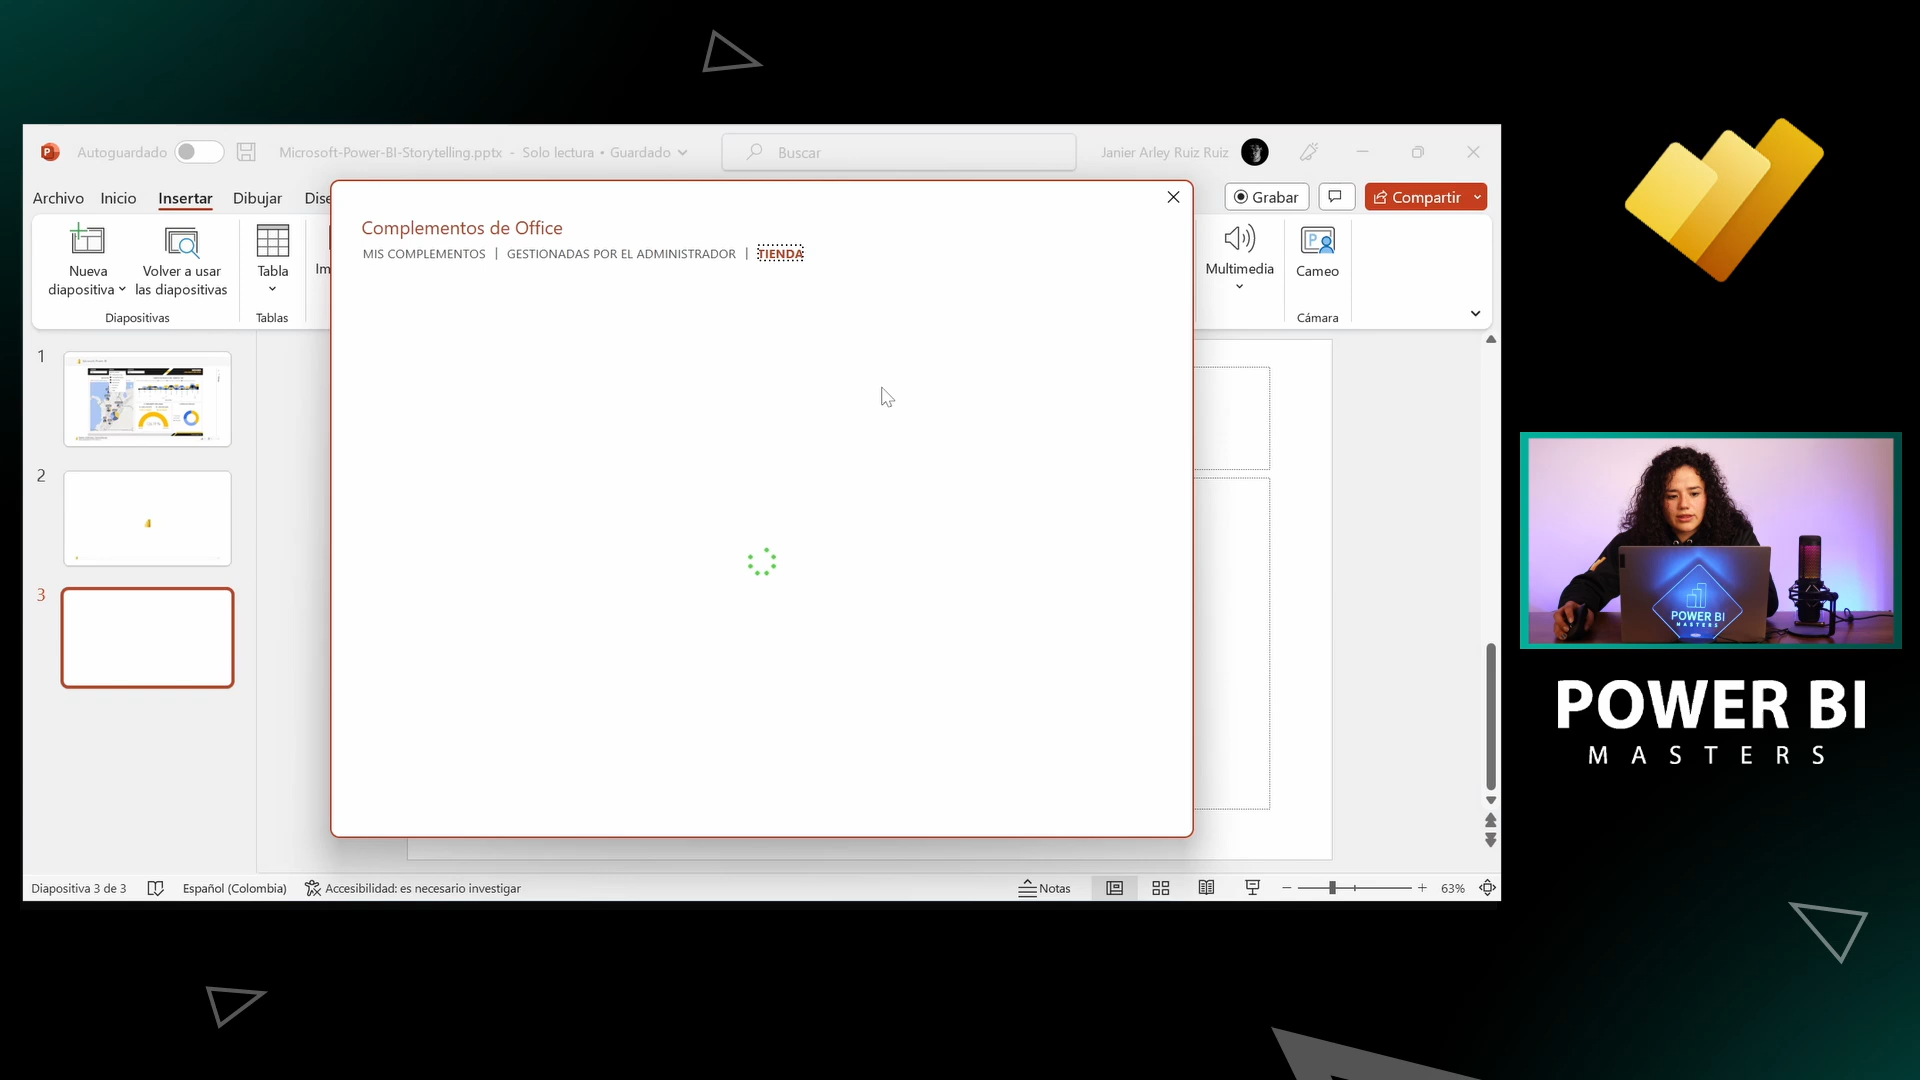 Autoguardado
Microsoft-Power-BI-Storytelling.pptx - Solo lectura • Guardado
Buscar
Janier Arley Ruiz Ruiz
Archivo Inicio Insertar Dibujar
Grabar
Compartir
Nueva diapositiva
Volver a usar las diapositivas
Tabla
Multimedia
Cameo
Diapositivas
Tablas
Cámara
Complementos de Office
MIS COMPLEMENTOS | GESTIONADAS POR EL ADMINISTRADOR | TIENDA
1
2
3
Diapositiva 3 de 3
Español (Colombia)
Accesibilidad: es necesario investigar
Notas
63%
POWER BI
MASTERS
POWER BI
MASTERS